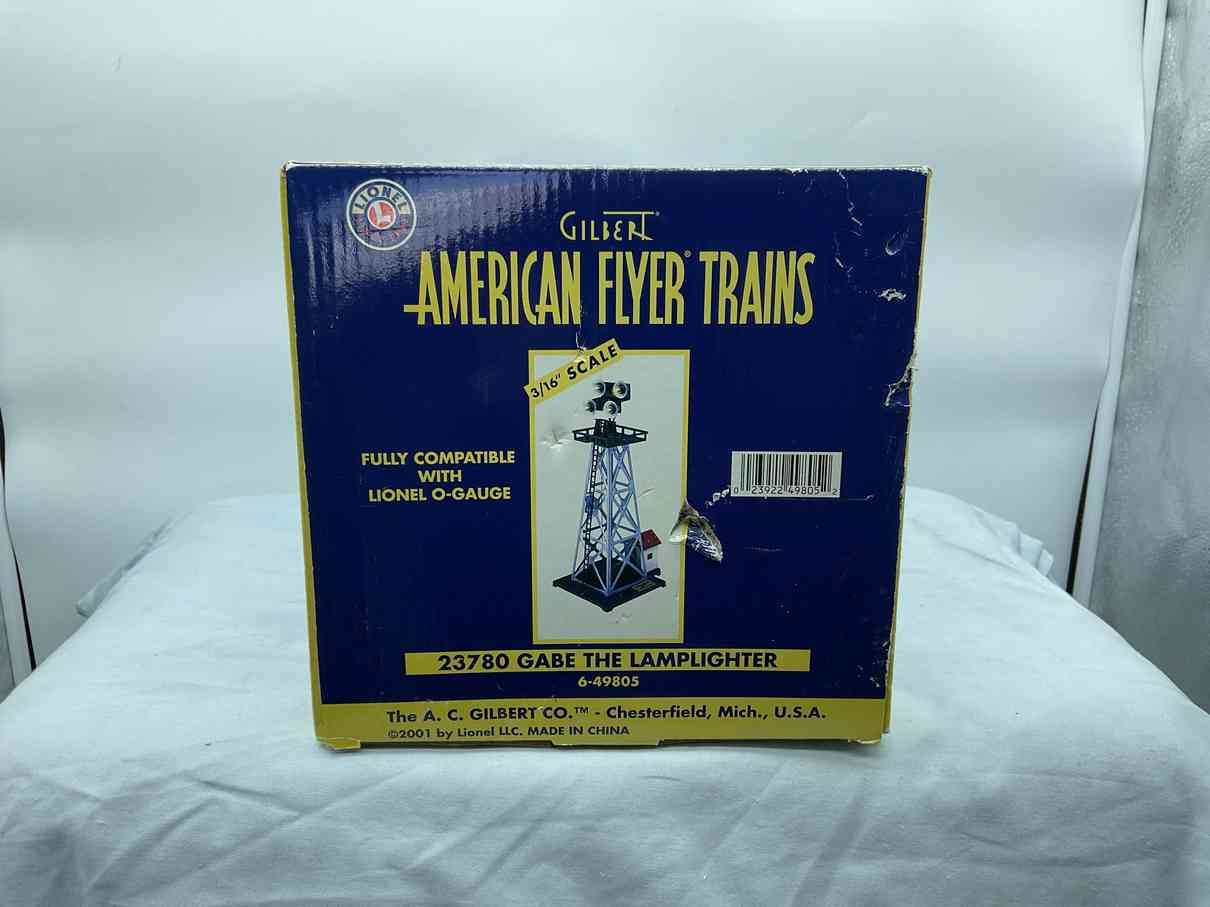 LIONEL
L
GILBERT®
AMERICAN FLYER® TRAINS
3/16" SCALE
FULLY COMPATIBLE
WITH
LIONEL O-GAUGE
0 23922 49805 2
23780 GABE THE LAMPLIGHTER
6-49805
The A. C. GILBERT CO.™ - Chesterfield, Mich., U.S.A.
©2001 by Lionel LLC. MADE IN CHINA